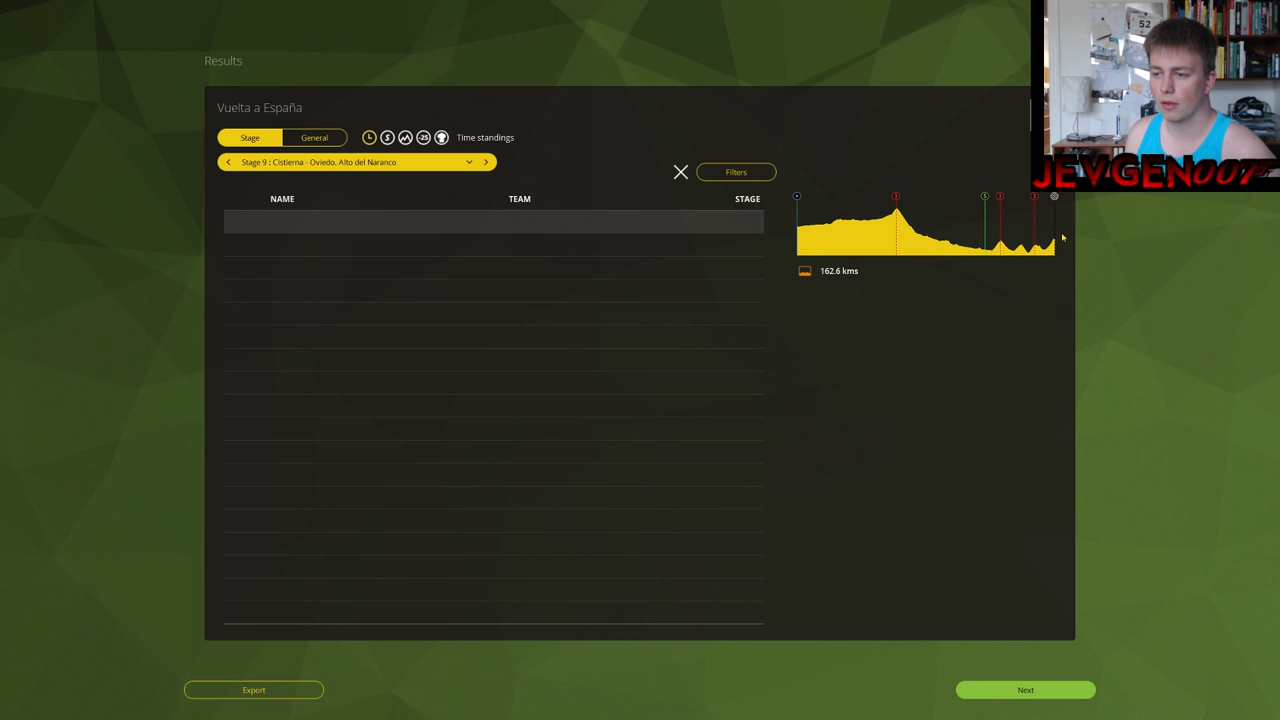 Results
Vuelta a España
Stage General Time standings
Stage 9 : Cistierna - Oviedo. Alto del Naranco
Filters
NAME TEAM STAGE
162.6 kms
Export Next
52
JEVGEN007